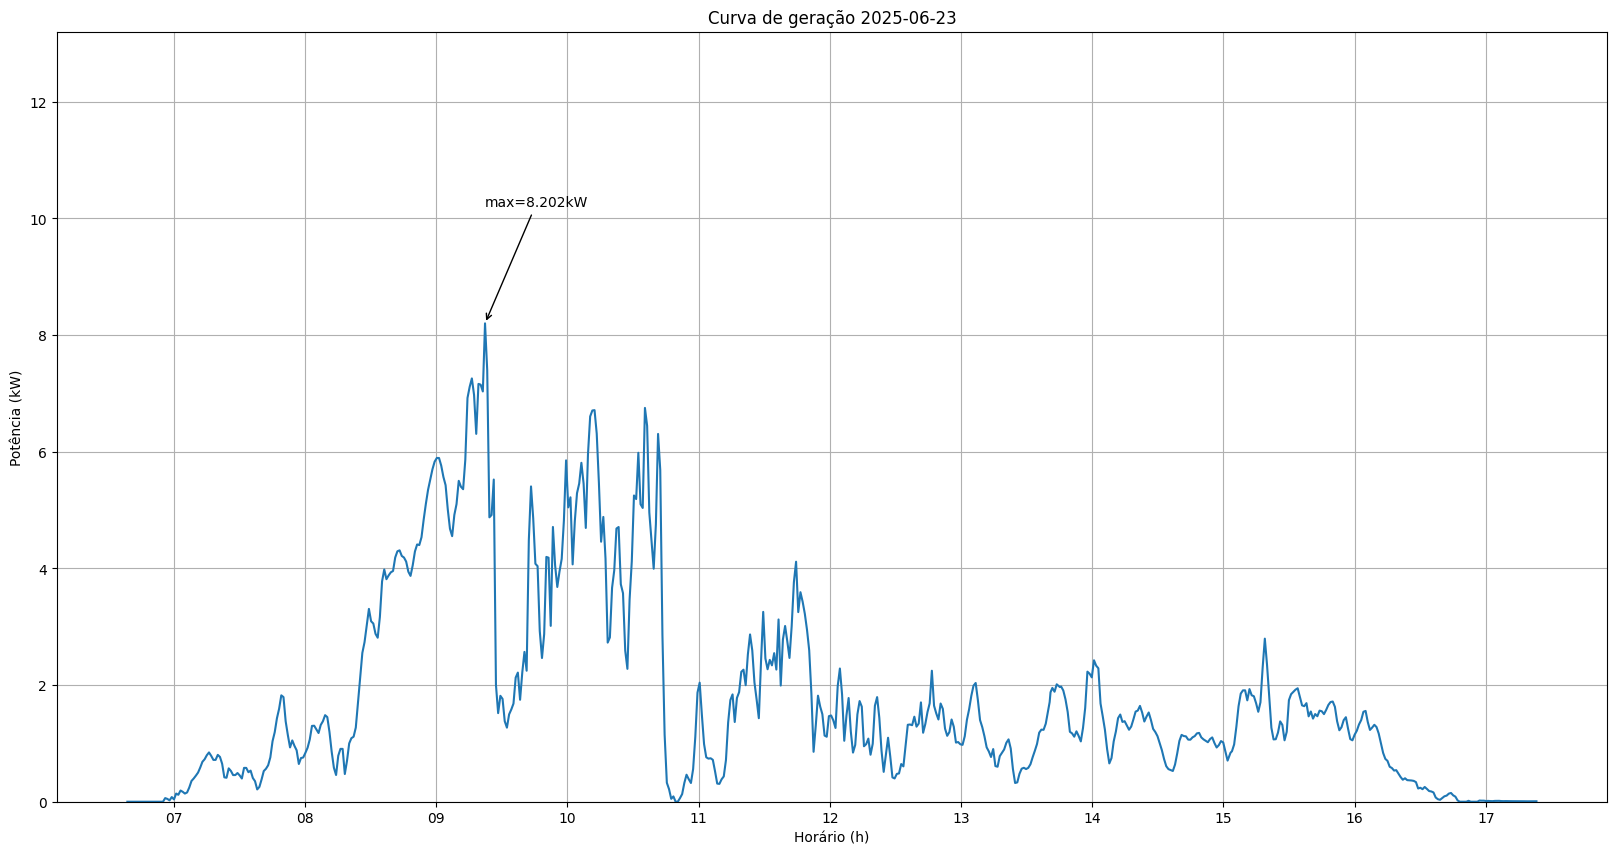 Curva de geração 2025-06-23
12
10
8
6
4
2
0
Potência (kW)
max=8.202kW
07 08 09 10 11 12 13 14 15 16 17
Horário (h)